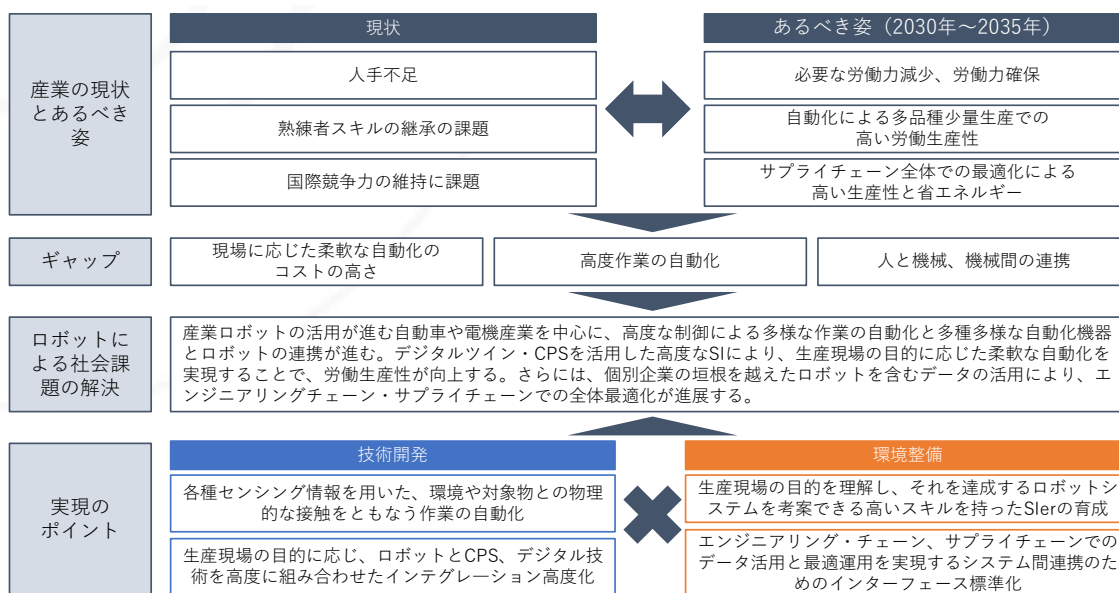 産業の現状
とあるべき
姿
現状
人手不足
熟練者スキルの継承の課題
国際競争力の維持に課題
あるべき姿（2030年～2035年）
必要な労働力減少、労働力確保
自動化による多品種少量生産での
高い労働生産性
サプライチェーン全体での最適化による
高い生産性と省エネルギー
ギャップ
現場に応じた柔軟な自動化の
コストの高さ
高度作業の自動化
人と機械、機械間の連携
ロボットに
よる社会課
題の解決
産業ロボットの活用が進む自動車や電機産業を中心に、高度な制御による多様な作業の自動化と多種多様な自動化機器
とロボットの連携が進む。デジタルツイン・CPSを活用した高度なSIにより、生産現場の目的に応じた柔軟な自動化を
実現することで、労働生産性が向上する。さらには、個別企業の垣根を越えたロボットを含むデータの活用により、エ
ンジニアリングチェーン・サプライチェーンでの全体最適化が進展する。
実現の
ポイント
技術開発
各種センシング情報を用いた、環境や対象物との物理
的な接触をともなう作業の自動化
生産現場の目的に応じ、ロボットとCPS、デジタル技
術を高度に組み合わせたインテグレーション高度化
環境整備
生産現場の目的を理解し、それを達成するロボットシ
ステムを考案できる高いスキルを持ったSIerの育成
エンジニアリング・チェーン、サプライチェーンでの
データ活用と最適運用を実現するシステム間連携のた
めのインターフェース標準化